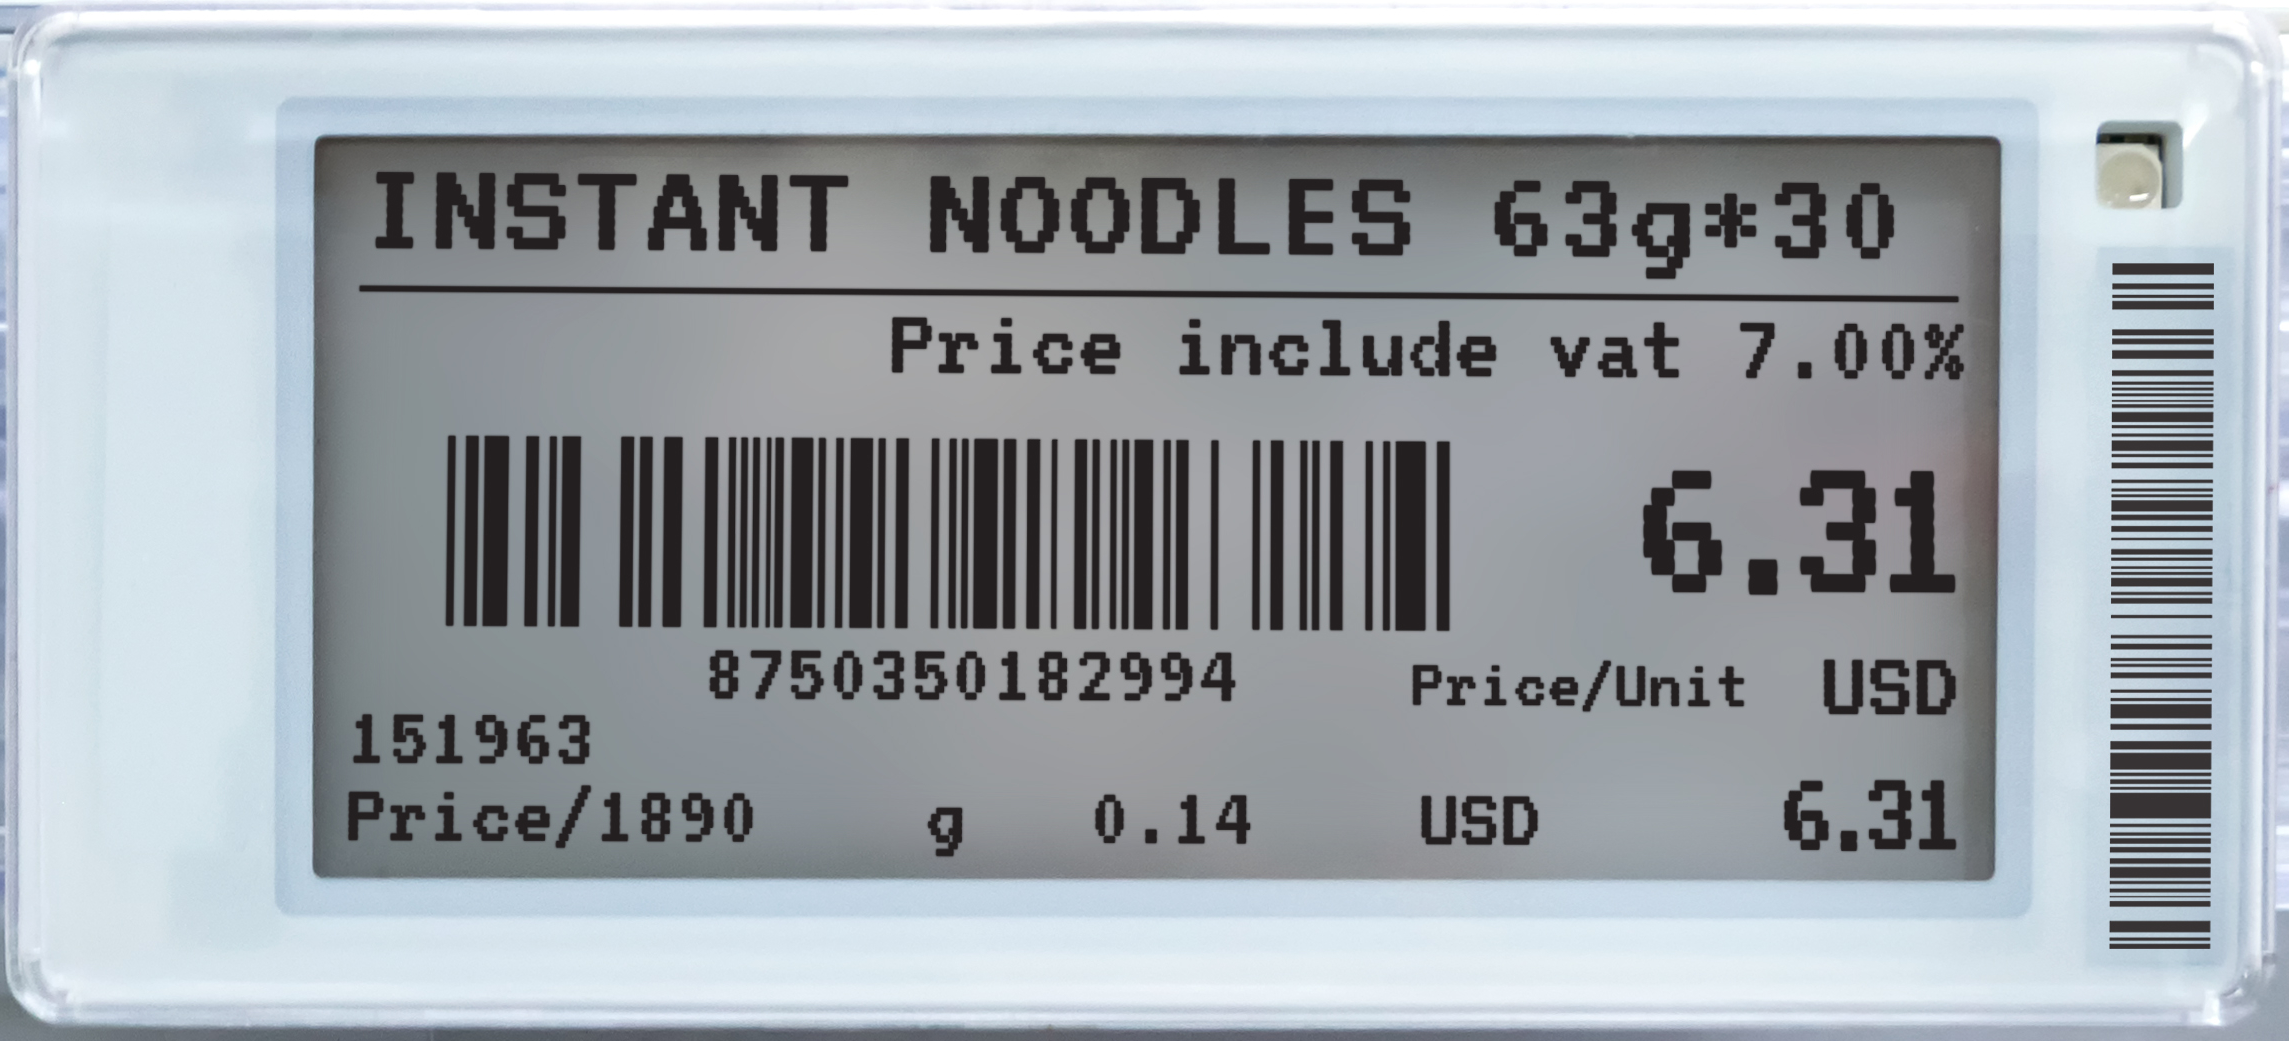 INSTANT NOODLES 63g*30
Price include vat 7.00%
6.31
8750350182994
Price/Unit USD
151963
Price/1890 g 0.14 USD 6.31